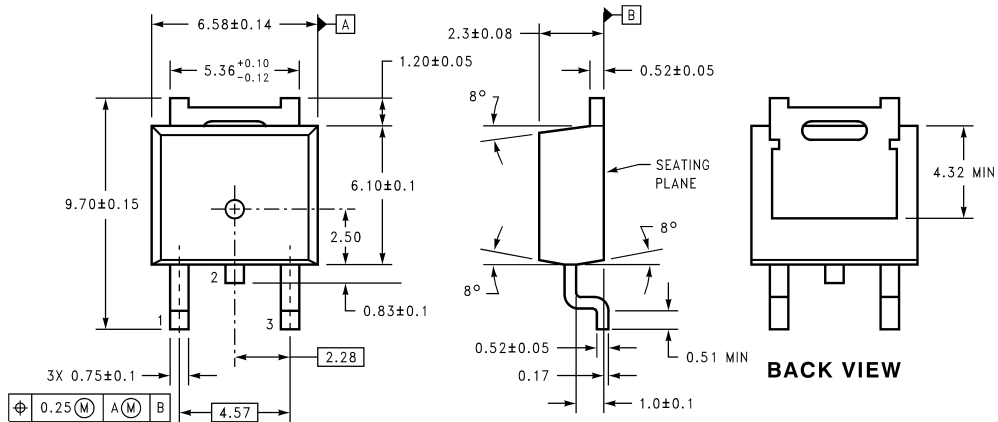 6.58±0.14
A
5.36 +0.10 -0.12
1.20±0.05
9.70±0.15
6.10±0.1
2.50
2
0.83±0.1
1
3
2.28
3X 0.75±0.1
⌖ 0.25 Ⓜ A Ⓜ B
4.57
B
2.3±0.08
0.52±0.05
8°
SEATING
PLANE
8°
8°
0.52±0.05
0.51 MIN
0.17
1.0±0.1
4.32 MIN
BACK VIEW